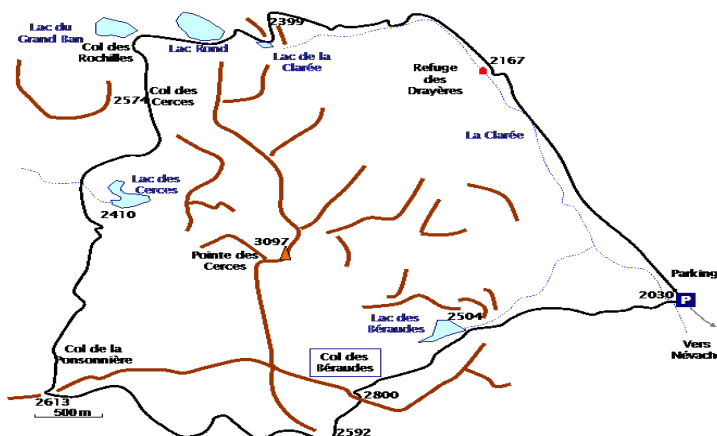 Lac du
Grand Ban
Col des
Rochilles
Lac Rond
2399
Lac de la
Clarée
2167
Refuge
des
Drayères
2574
Col des
Cerces
La Clarée
Lac des
Cerces
2410
3097
Pointe des
Cerces
Parking
2030
P
2504
Lac des
Béraudes
Vers
Névach
Col de la
Ponsonnière
Col des
Béraudes
2800
2613
500 m
2592